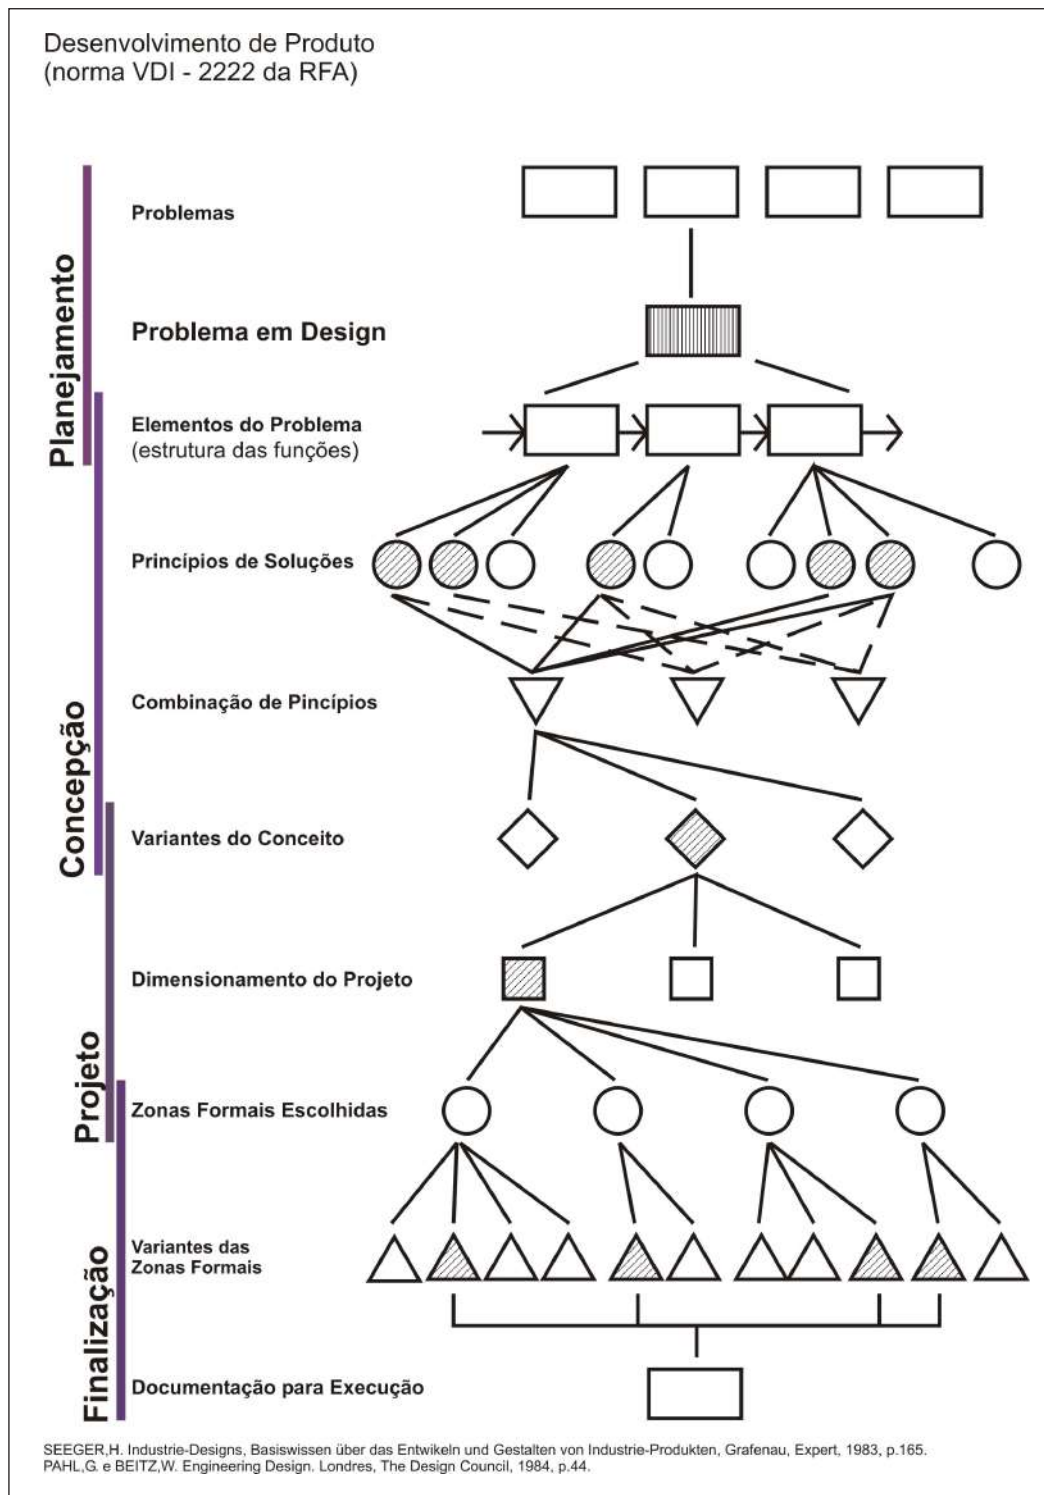 Desenvolvimento de Produto
(norma VDI - 2222 da RFA)
Planejamento
Problemas
Problema em Design
Elementos do Problema
(estrutura das funções)
Concepção
Princípios de Soluções
Combinação de Pincípios
Variantes do Conceito
Projeto
Dimensionamento do Projeto
Zonas Formais Escolhidas
Finalização
Variantes das
Zonas Formais
Documentação para Execução
SEEGER,H. Industrie-Designs, Basiswissen über das Entwikeln und Gestalten von Industrie-Produkten, Grafenau, Expert, 1983, p.165.
PAHL,G. e BEITZ,W. Engineering Design. Londres, The Design Council, 1984, p.44.